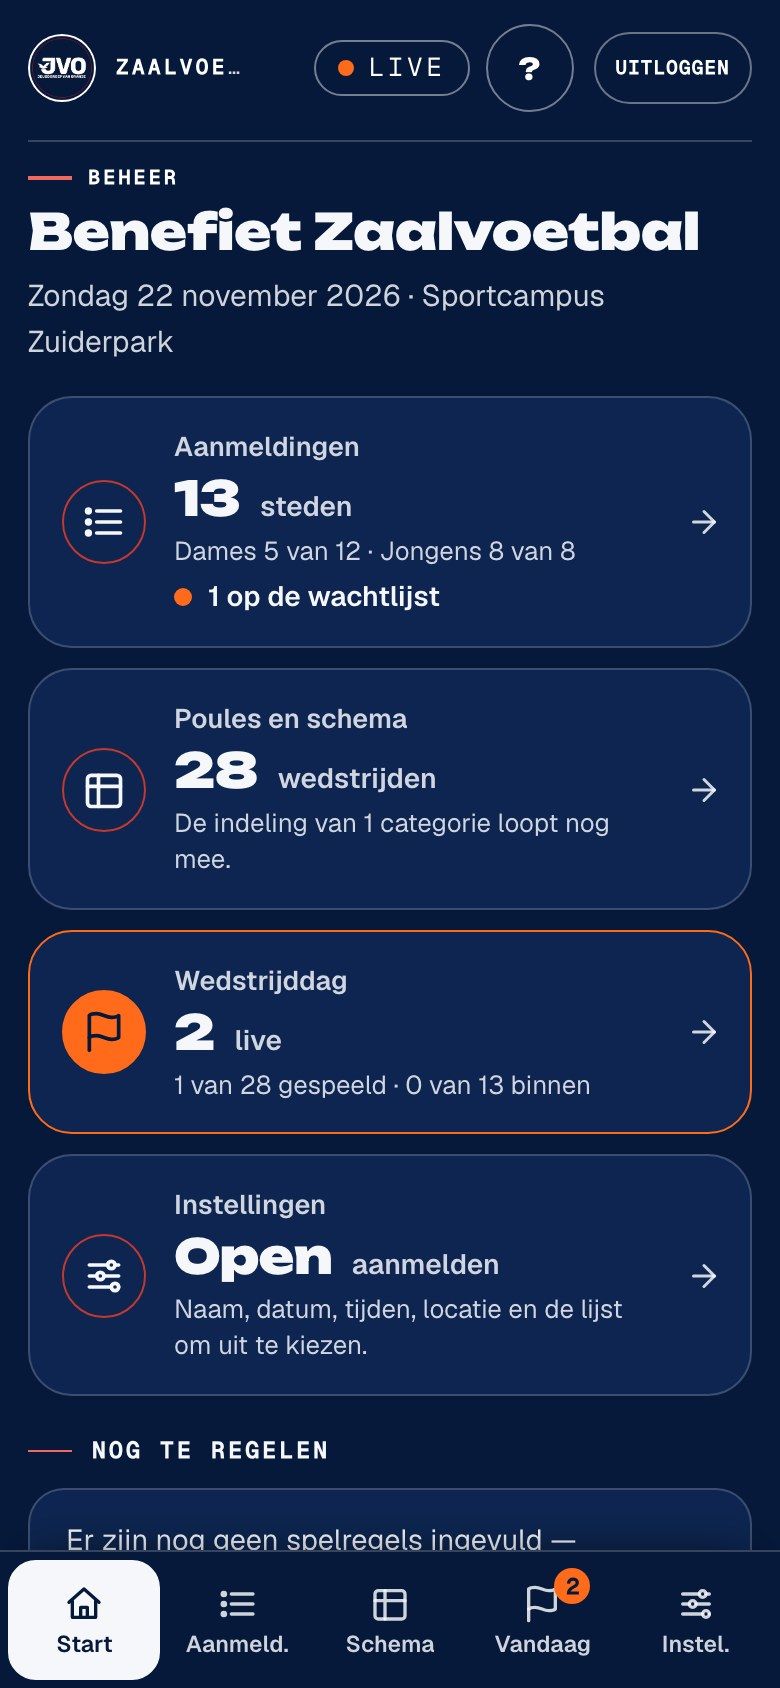 JVO
ZAALVOE…
LIVE
?
UITLOGGEN
BEHEER
Benefiet Zaalvoetbal
Zondag 22 november 2026 · Sportcampus
Zuiderpark
Aanmeldingen
13 steden
Dames 5 van 12 · Jongens 8 van 8
1 op de wachtlijst
Poules en schema
28 wedstrijden
De indeling van 1 categorie loopt nog
mee.
Wedstrijddag
2 live
1 van 28 gespeeld · 0 van 13 binnen
Instellingen
Open aanmelden
Naam, datum, tijden, locatie en de lijst
om uit te kiezen.
NOG TE REGELEN
Er zijn nog geen spelregels ingevuld —
2
Start
Aanmeld.
Schema
Vandaag
Instel.